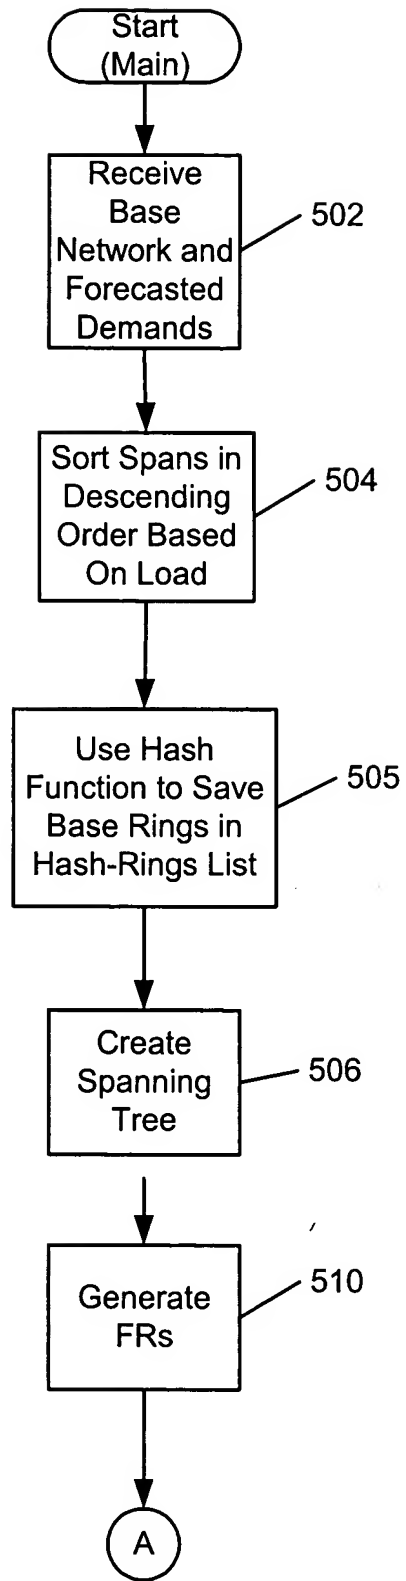 Start
(Main)
Receive
Base
Network and
Forecasted
Demands
502
Sort Spans in
Descending
Order Based
On Load
504
Use Hash
Function to Save
Base Rings in
Hash-Rings List
505
Create
Spanning
Tree
506
Generate
FRs
510
A